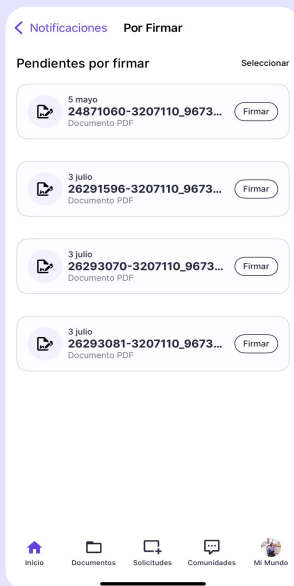 Notificaciones Por Firmar
Pendientes por firmar Seleccionar
5 mayo
24871060-3207110_9673... Firmar
Documento PDF
3 julio
26291596-3207110_9673... Firmar
Documento PDF
3 julio
26293070-3207110_9673... Firmar
Documento PDF
3 julio
26293081-3207110_9673... Firmar
Documento PDF
Inicio Documentos Solicitudes Comunidades Mi Mundo